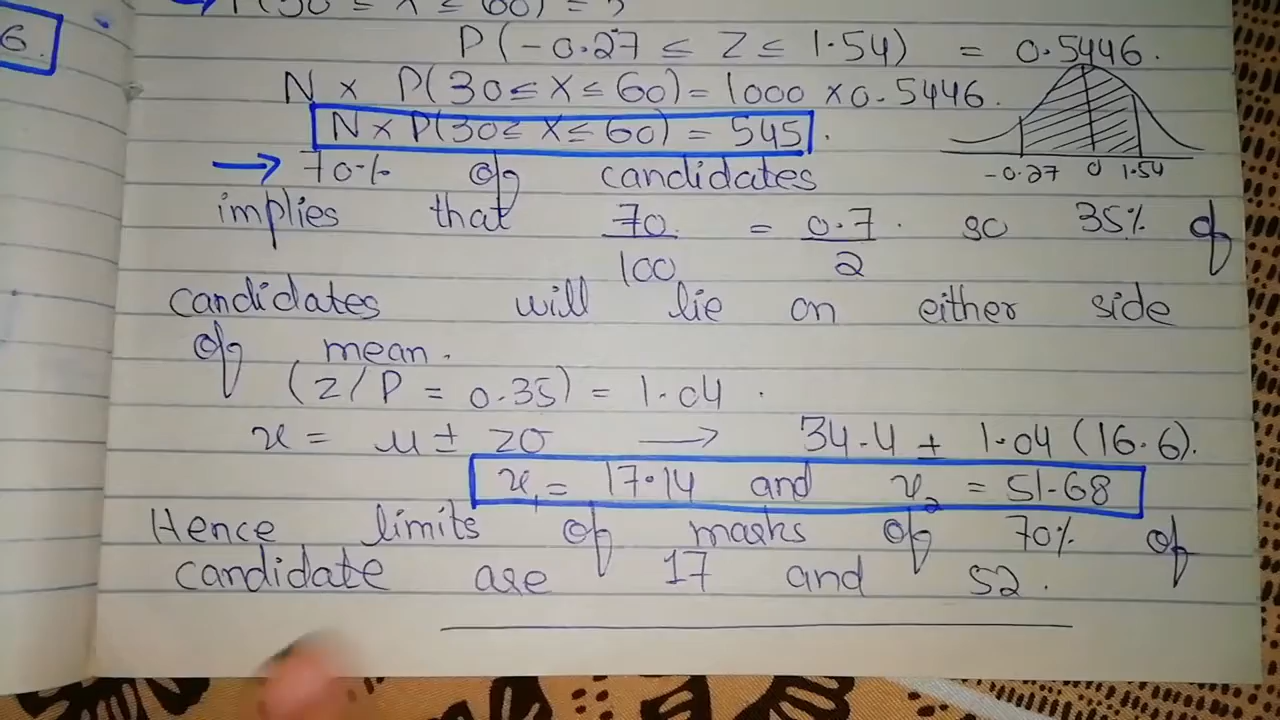 → P(30 ≤ x ≤ 60) = ?
6.
P(-0.27 ≤ Z ≤ 1.54) = 0.5446.
N × P(30 ≤ x ≤ 60) = 1000 × 0.5446.
N × P(30 ≤ x ≤ 60) = 545.
-0.27 0 1.54
→ 70% of candidates
implies that 70/100 = 0.7/2. so 35% of
candidates will lie on either side
of mean.
(Z/P = 0.35) = 1.04.
x = μ ± zσ → 34.4 ± 1.04 (16.6).
x₁ = 17.14 and x₂ = 51.68
Hence limits of marks of 70% of
candidate are 17 and 52.